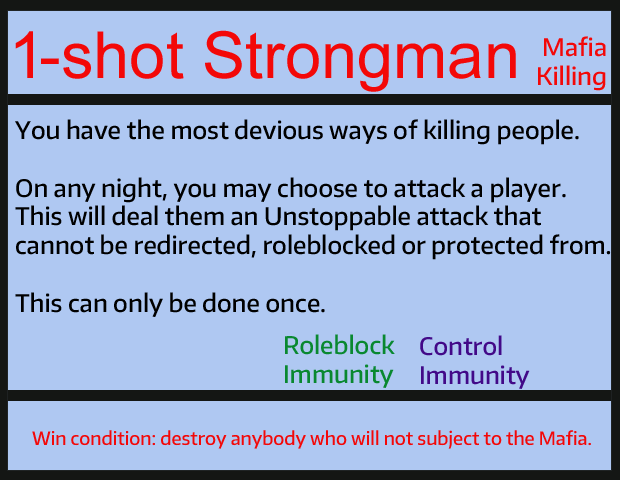 1-shot Strongman
Mafia
Killing
You have the most devious ways of killing people.
On any night, you may choose to attack a player.
This will deal them an Unstoppable attack that
cannot be redirected, roleblocked or protected from.
This can only be done once.
Roleblock
Immunity
Control
Immunity
Win condition: destroy anybody who will not subject to the Mafia.